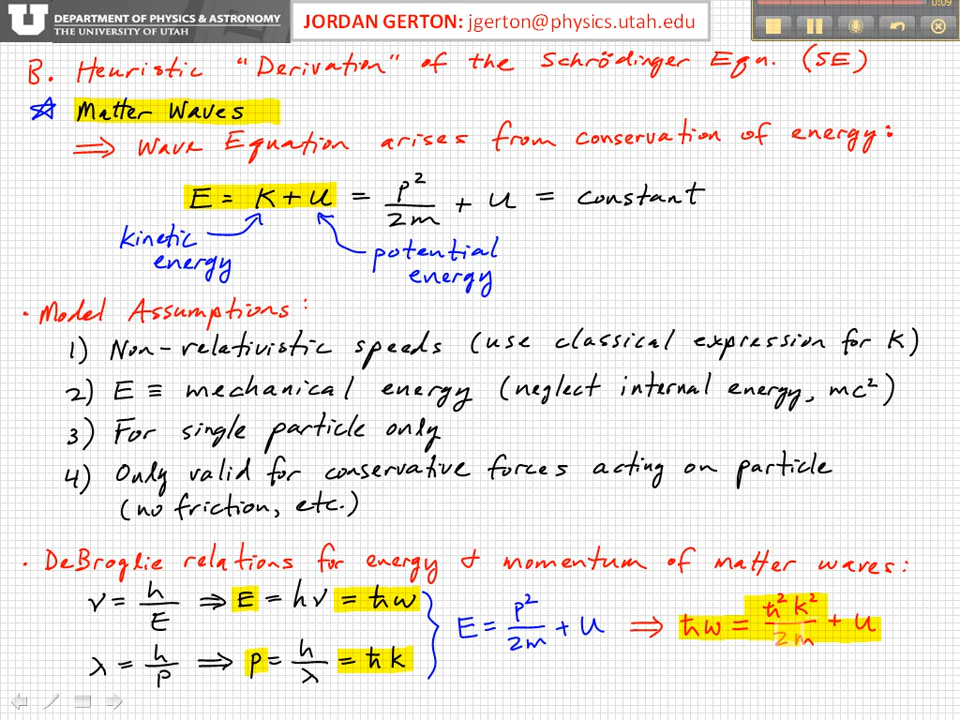 U
DEPARTMENT OF PHYSICS & ASTRONOMY
THE UNIVERSITY OF UTAH
JORDAN GERTON: jgerton@physics.utah.edu
0:09
B. Heuristic "Derivation" of the Schrödinger Eqn. (SE)
Matter Waves
⇒ Wave Equation arises from conservation of energy:
E = K + U = p²/2m + U = constant
kinetic energy
potential energy
· Model Assumptions:
1) Non-relativistic speeds (use classical expression for K)
2) E ≡ mechanical energy (neglect internal energy, mc²)
3) For single particle only
4) Only valid for conservative forces acting on particle
(no friction, etc.)
· DeBroglie relations for energy & momentum of matter waves:
ν = h/E ⇒ E = hν = ħω
E = p²/2m + U ⇒ ħω = ħ²k²/2m + U
λ = h/p ⇒ p = h/λ = ħk